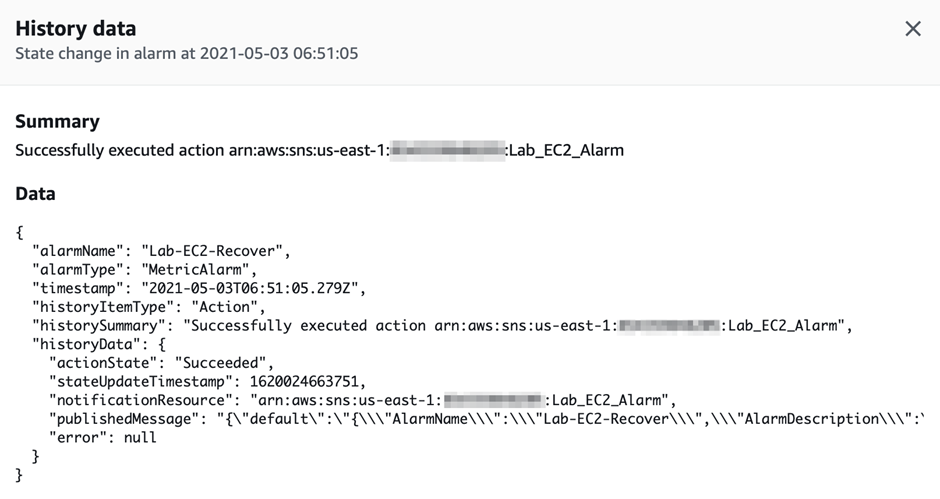 History data
State change in alarm at 2021-05-03 06:51:05
Summary
Successfully executed action arn:aws:sns:us-east-1: :Lab_EC2_Alarm
Data
{
  "alarmName": "Lab-EC2-Recover",
  "alarmType": "MetricAlarm",
  "timestamp": "2021-05-03T06:51:05.279Z",
  "historyItemType": "Action",
  "historySummary": "Successfully executed action arn:aws:sns:us-east-1: :Lab_EC2_Alarm",
  "historyData": {
    "actionState": "Succeeded",
    "stateUpdateTimestamp": 1620024663751,
    "notificationResource": "arn:aws:sns:us-east-1: :Lab_EC2_Alarm",
    "publishedMessage": "{\"default\":\"{\\\"AlarmName\\\":\\\"Lab-EC2-Recover\\\",\\\"AlarmDescription\\\":\
    "error": null
  }
}